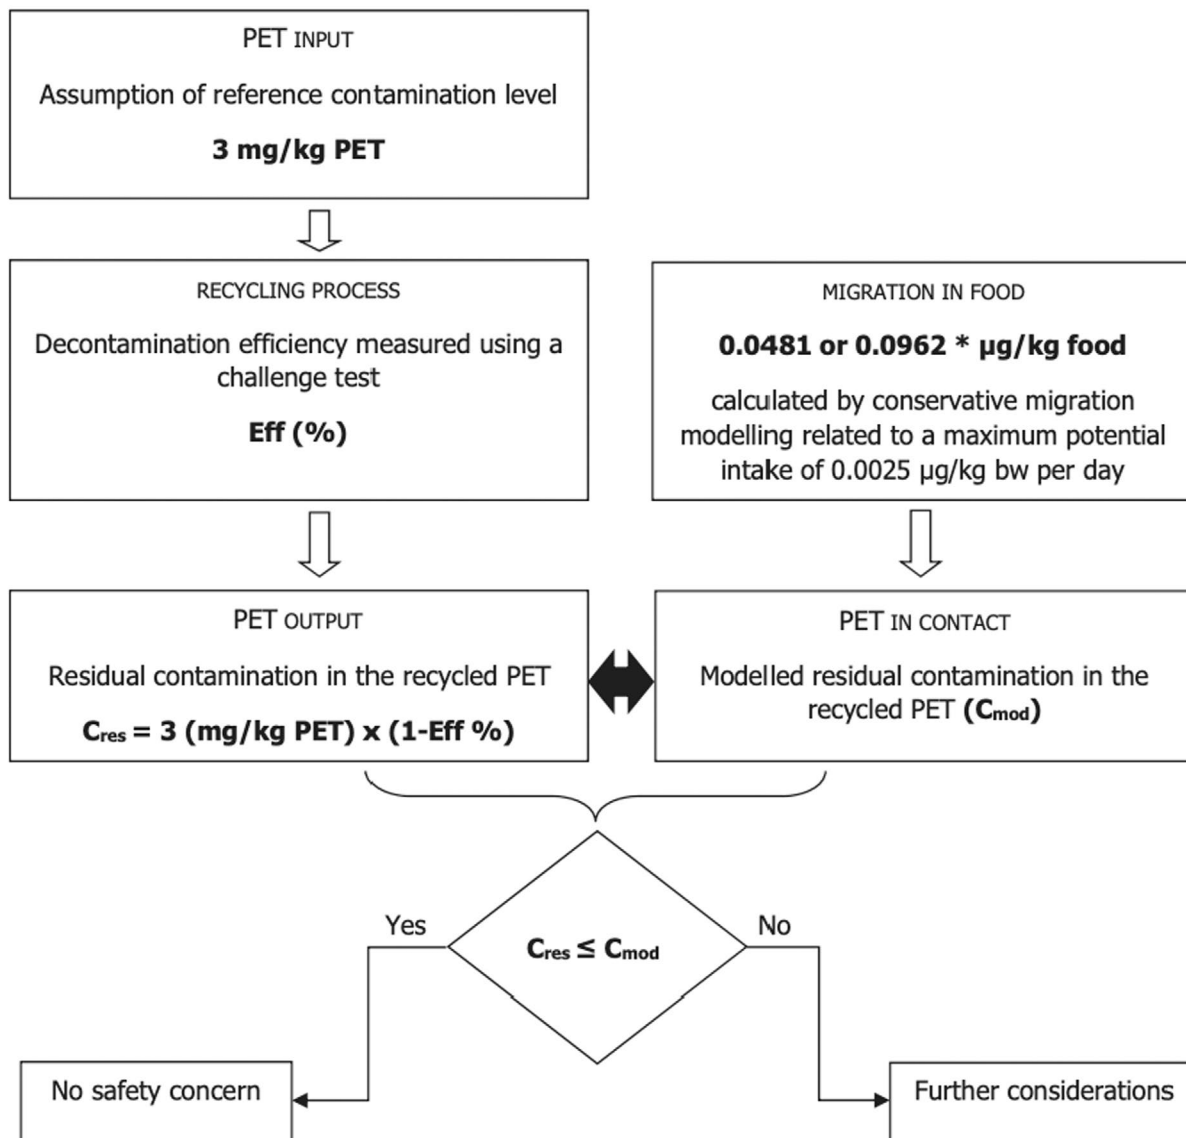 PET INPUT
Assumption of reference contamination level
3 mg/kg PET
RECYCLING PROCESS
Decontamination efficiency measured using a
challenge test
Eff (%)
MIGRATION IN FOOD
0.0481 or 0.0962 * µg/kg food
calculated by conservative migration
modelling related to a maximum potential
intake of 0.0025 µg/kg bw per day
PET OUTPUT
Residual contamination in the recycled PET
Cres = 3 (mg/kg PET) x (1-Eff %)
PET IN CONTACT
Modelled residual contamination in the
recycled PET (Cmod)
Yes
No
Cres ≤ Cmod
No safety concern
Further considerations